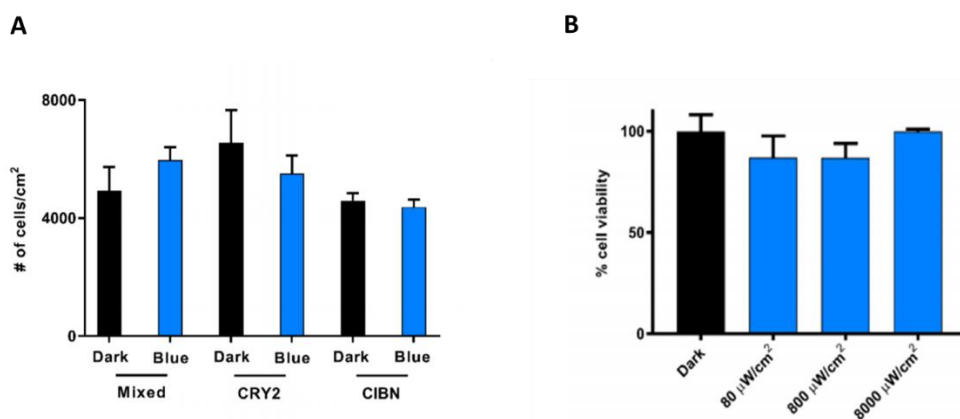 A
# of cells/cm²
8000
4000
0
Dark Blue Dark Blue Dark Blue
Mixed CRY2 CIBN
B
% cell viability
100
50
0
Dark
80 µW/cm²
800 µW/cm²
8000 µW/cm²